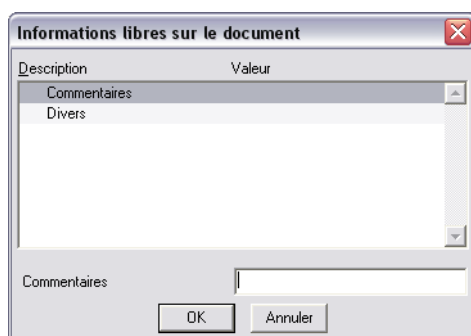 Informations libres sur le document
Description Valeur
Commentaires
Divers
Commentaires
OK Annuler